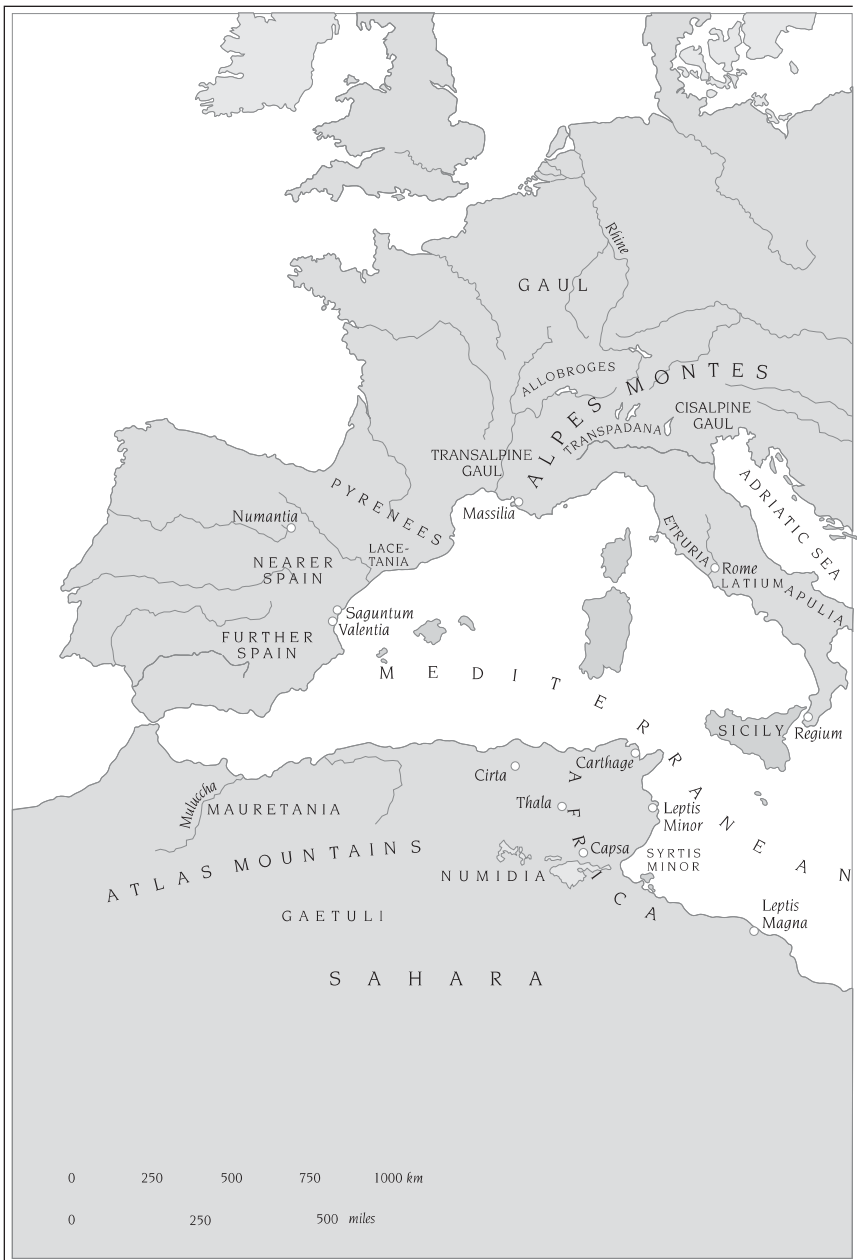 Rhine
GAUL
ALLOBROGES
ALPES MONTES
CISALPINE
GAUL
TRANSPADANA
TRANSALPINE
GAUL
PYRENEES
Massilia
ADRIATIC SEA
Numantia
ETRURIA
LACE-
TANIA
NEARER
SPAIN
Rome
LATIUM
APULIA
Saguntum
Valentia
FURTHER
SPAIN
MEDITERRANEAN
SICILY
Regium
Carthage
Cirta
AFRICA
Muluccha
MAURETANIA
Thala
Leptis
Minor
ATLAS MOUNTAINS
Capsa
SYRTIS
MINOR
NUMIDIA
GAETULI
Leptis
Magna
SAHARA
0 250 500 750 1000 km
0 250 500 miles